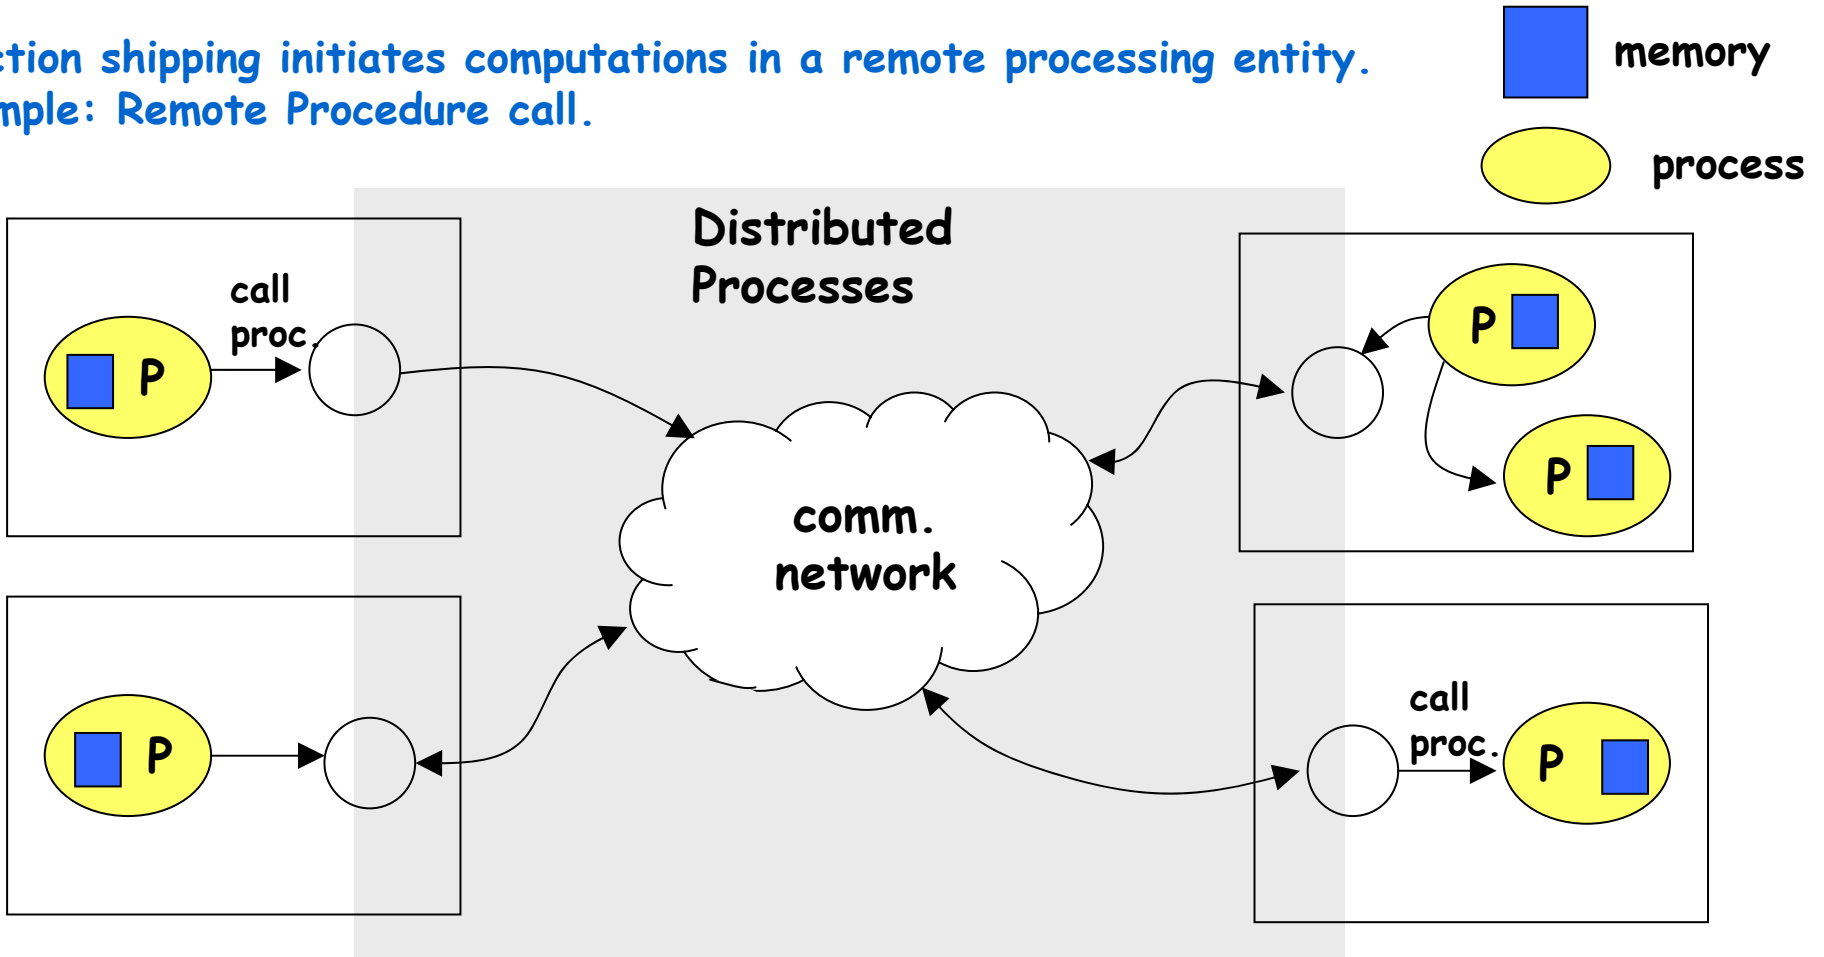 ction shipping initiates computations in a remote processing entity.
mple: Remote Procedure call.
memory
process
Distributed
Processes
call
proc.
P
P
P
comm.
network
P
call
proc.
P